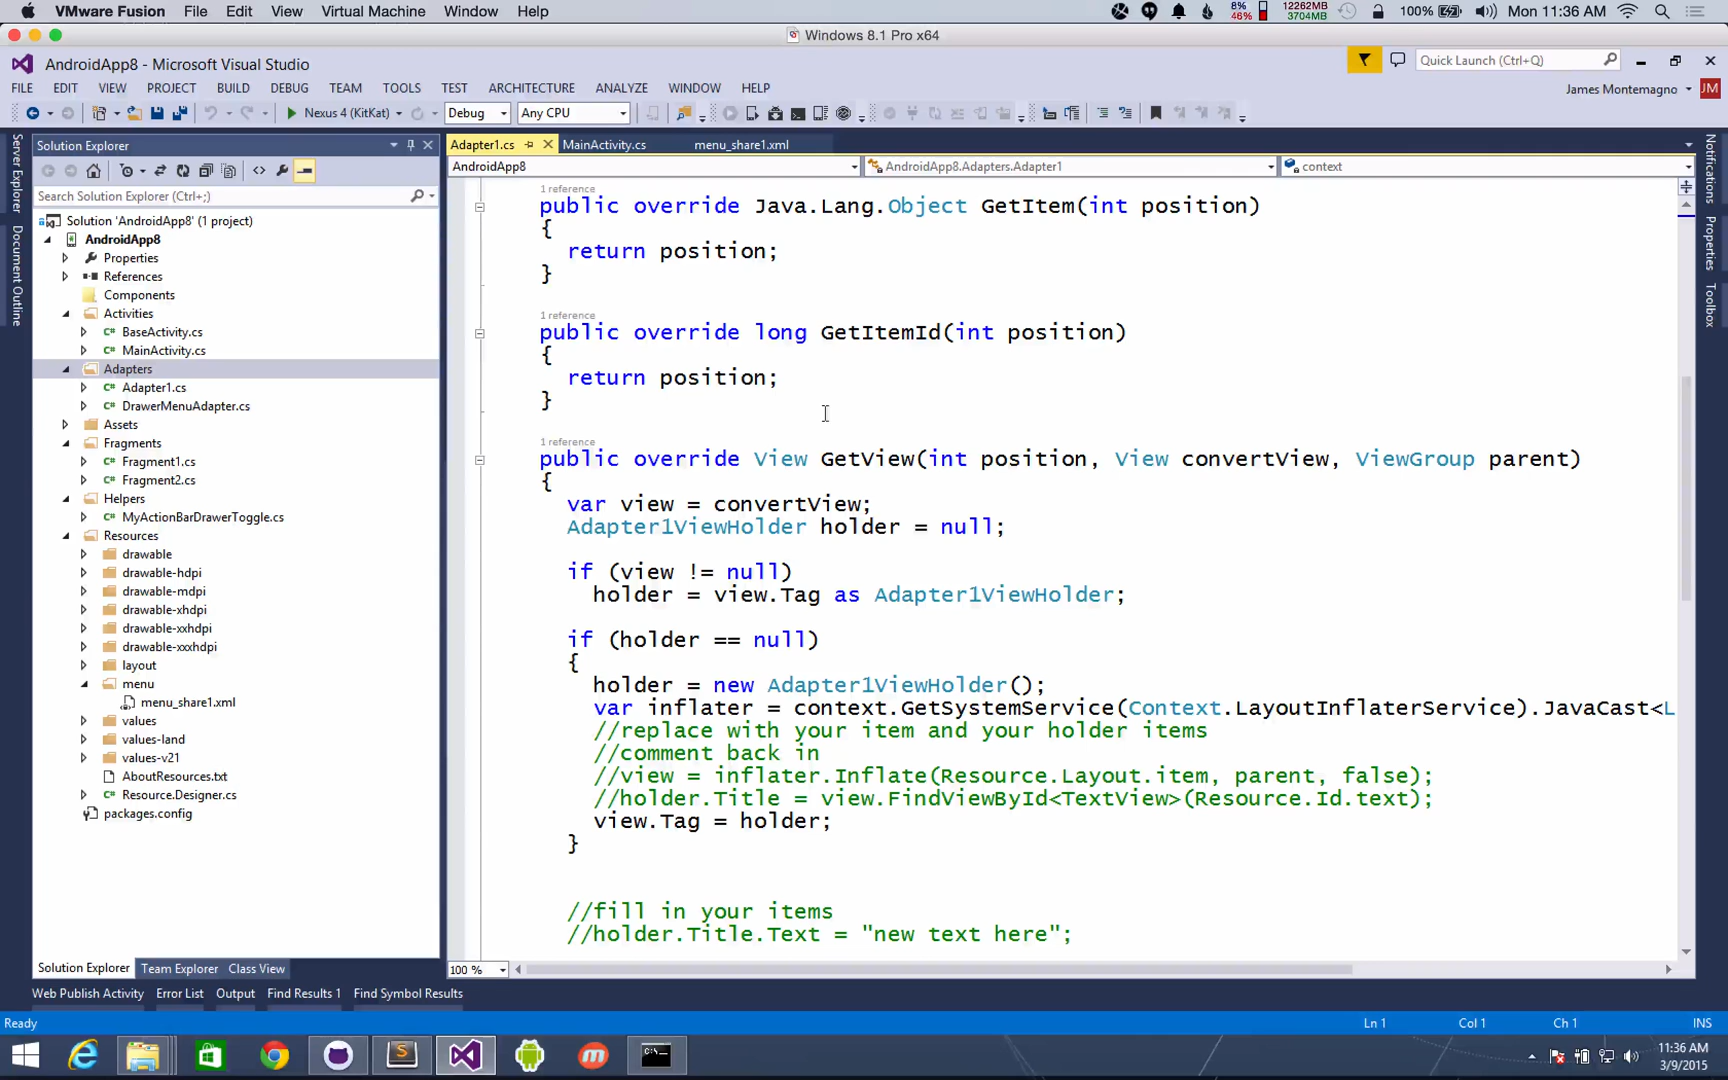 VMware Fusion File Edit View Virtual Machine Window Help 8% 46% 12262MB 3704MB 100% Mon 11:36 AM
Windows 8.1 Pro x64
AndroidApp8 - Microsoft Visual Studio Quick Launch (Ctrl+Q)
FILE EDIT VIEW PROJECT BUILD DEBUG TEAM TOOLS TEST ARCHITECTURE ANALYZE WINDOW HELP James Montemagno JM
Nexus 4 (KitKat) Debug Any CPU
Server Explorer
Document Outline
Solution Explorer
Search Solution Explorer (Ctrl+;)
Solution 'AndroidApp8' (1 project)
AndroidApp8
Properties
References
Components
Activities
C# BaseActivity.cs
C# MainActivity.cs
Adapters
C# Adapter1.cs
C# DrawerMenuAdapter.cs
Assets
Fragments
C# Fragment1.cs
C# Fragment2.cs
Helpers
C# MyActionBarDrawerToggle.cs
Resources
drawable
drawable-hdpi
drawable-mdpi
drawable-xhdpi
drawable-xxhdpi
drawable-xxxhdpi
layout
menu
menu_share1.xml
values
values-land
values-v21
AboutResources.txt
C# Resource.Designer.cs
packages.config
Solution Explorer Team Explorer Class View
Adapter1.cs MainActivity.cs menu_share1.xml
AndroidApp8 AndroidApp8.Adapters.Adapter1 context
1 reference
public override Java.Lang.Object GetItem(int position)
{
return position;
}
1 reference
public override long GetItemId(int position)
{
return position;
}
1 reference
public override View GetView(int position, View convertView, ViewGroup parent)
{
var view = convertView;
Adapter1ViewHolder holder = null;
if (view != null)
holder = view.Tag as Adapter1ViewHolder;
if (holder == null)
{
holder = new Adapter1ViewHolder();
var inflater = context.GetSystemService(Context.LayoutInflaterService).JavaCast<L
//replace with your item and your holder items
//comment back in
//view = inflater.Inflate(Resource.Layout.item, parent, false);
//holder.Title = view.FindViewById<TextView>(Resource.Id.text);
view.Tag = holder;
}
//fill in your items
//holder.Title.Text = "new text here";
100 %
Notifications
Properties
Toolbox
Web Publish Activity Error List Output Find Results 1 Find Symbol Results
Ready Ln 1 Col 1 Ch 1 INS
11:36 AM
3/9/2015